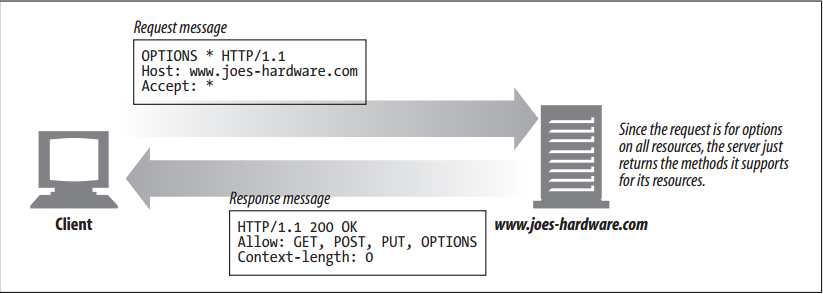 Request message
OPTIONS * HTTP/1.1
Host: www.joes-hardware.com
Accept: *
Since the request is for options
on all resources, the server just
returns the methods it supports
for its resources.
Client
www.joes-hardware.com
Response message
HTTP/1.1 200 OK
Allow: GET, POST, PUT, OPTIONS
Context-length: 0